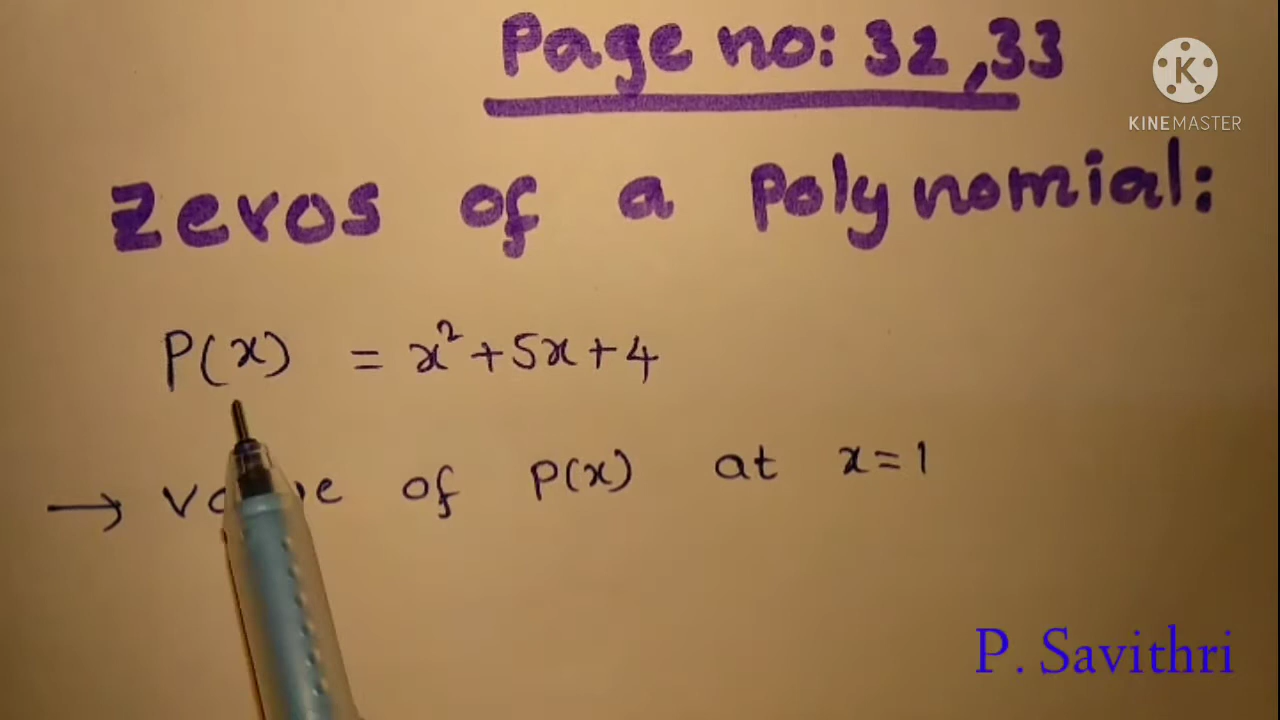 Page no: 32,33
K
KINEMASTER
Zeros of a polynomial:
P(x) = x² + 5x + 4
→ of P(x) at x = 1
P. Savithri